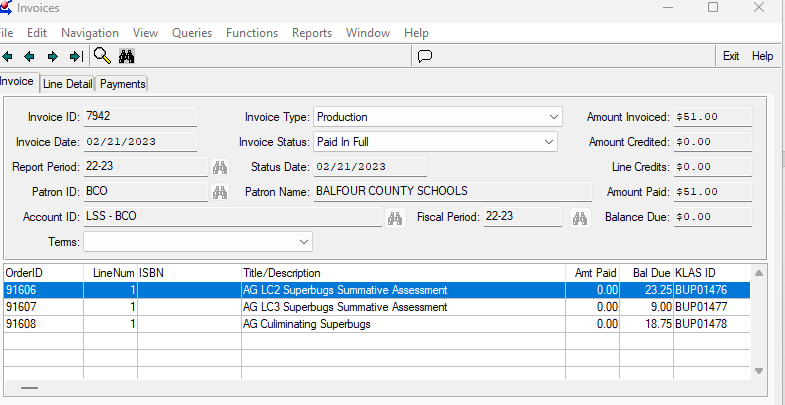 Invoices
ile Edit Navigation View Queries Functions Reports Window Help
Exit Help
nvoice Line Detail Payments
Invoice ID: 7942 Invoice Type: Production Amount Invoiced: $51.00
Invoice Date: 02/21/2023 Invoice Status: Paid In Full Amount Credited: $0.00
Report Period: 22-23 Status Date: 02/21/2023 Line Credits: $0.00
Patron ID: BCO Patron Name: BALFOUR COUNTY SCHOOLS Amount Paid: $51.00
Account ID: LSS - BCO Fiscal Period: 22-23 Balance Due: $0.00
Terms:
OrderID LineNum ISBN Title/Description Amt Paid Bal Due KLAS ID
91606 1 AG LC2 Superbugs Summative Assessment 0.00 23.25 BUP01476
91607 1 AG LC3 Superbugs Summative Assessment 0.00 9.00 BUP01477
91608 1 AG Culiminating Superbugs 0.00 18.75 BUP01478